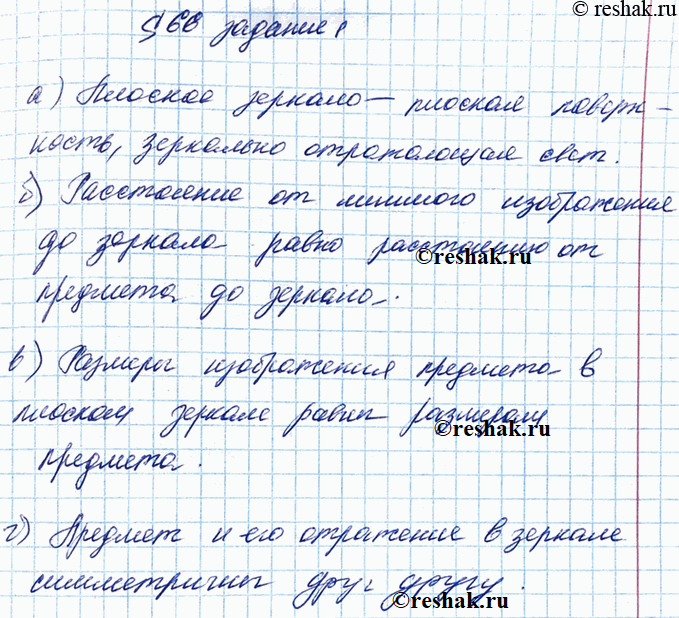 © reshak.ru
§ 68 задание 1
а) Плоское зеркало — плоская поверх-
ность, зеркально отражающая свет.
б) Расстояние от мнимого изображения
до зеркала равно расстоянию от
© reshak.ru
предмета до зеркала.
в) Размеры изображения предмета в
плоском зеркале равны размерам
© reshak.ru
предмета.
г) Предмет и его отражение в зеркале
симметричны друг другу.
© reshak.ru